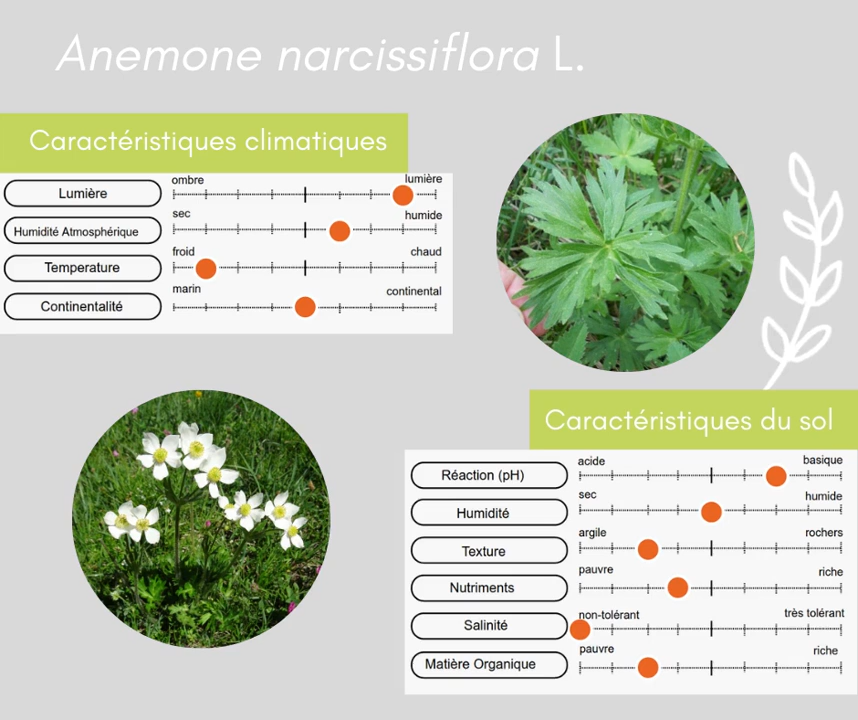 Anemone narcissiflora L.
Caractéristiques climatiques
Lumière
ombre
lumière
Humidité Atmosphérique
sec
humide
Temperature
froid
chaud
Continentalité
marin
continental
Caractéristiques du sol
Réaction (pH)
acide
basique
Humidité
sec
humide
Texture
argile
rochers
Nutriments
pauvre
riche
Salinité
non-tolérant
très tolérant
Matière Organique
pauvre
riche